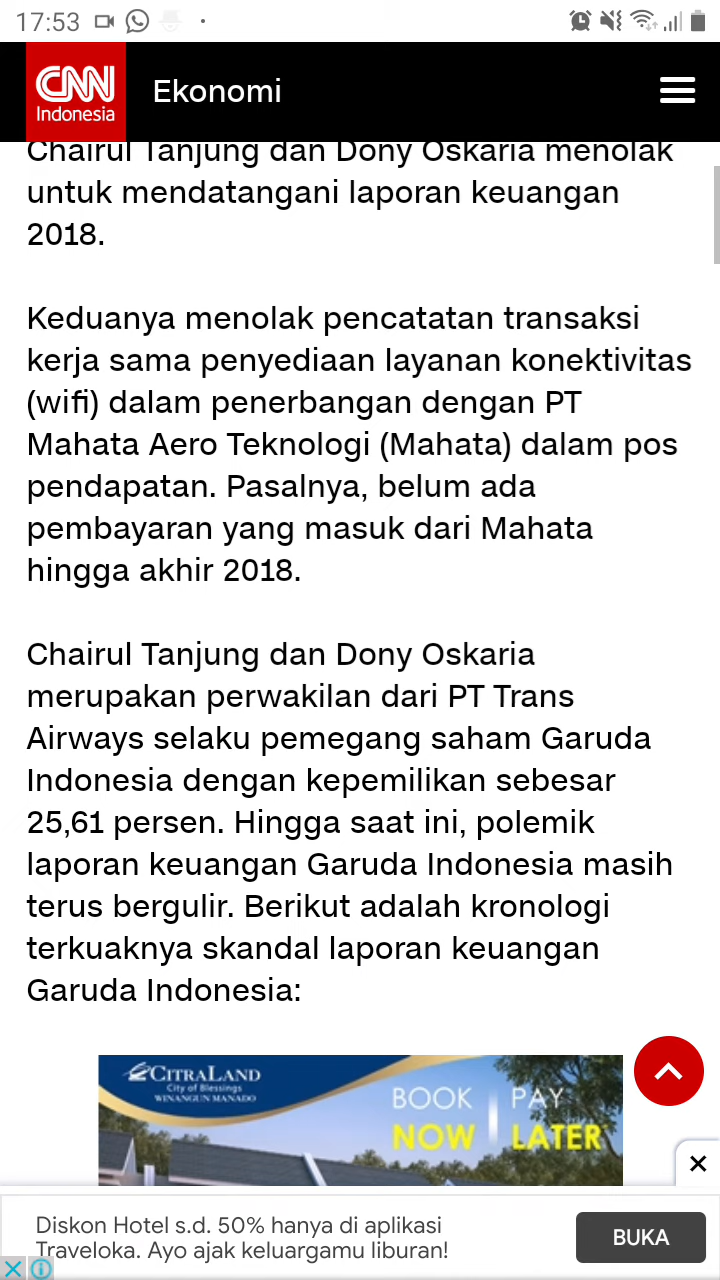 17:53
CNN
Indonesia
Ekonomi
Chairul Tanjung dan Dony Oskaria menolak
untuk mendatangani laporan keuangan
2018.
Keduanya menolak pencatatan transaksi
kerja sama penyediaan layanan konektivitas
(wifi) dalam penerbangan dengan PT
Mahata Aero Teknologi (Mahata) dalam pos
pendapatan. Pasalnya, belum ada
pembayaran yang masuk dari Mahata
hingga akhir 2018.
Chairul Tanjung dan Dony Oskaria
merupakan perwakilan dari PT Trans
Airways selaku pemegang saham Garuda
Indonesia dengan kepemilikan sebesar
25,61 persen. Hingga saat ini, polemik
laporan keuangan Garuda Indonesia masih
terus bergulir. Berikut adalah kronologi
terkuaknya skandal laporan keuangan
Garuda Indonesia:
CITRALAND
City of Blessings
WINANGUN MANADO
BOOK PAY
NOW LATER
Diskon Hotel s.d. 50% hanya di aplikasi
Traveloka. Ayo ajak keluargamu liburan!
BUKA